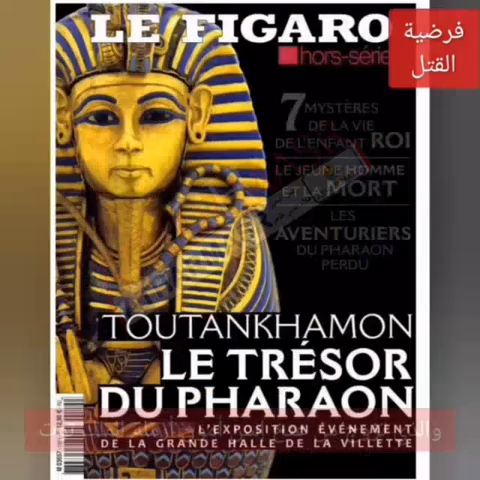 LE FIGARO
hors-série
فرضية
القتل
7 MYSTÈRES
DE LA VIE
DE L'ENFANT ROI
LE JEUNE HOMME
ET LA MORT
LES
AVENTURIERS
DU PHARAON
PERDU
TOUTANKHAMON
LE TRÉSOR
DU PHARAON
L'EXPOSITION ÉVÉNEMENT
DE LA GRANDE HALLE DE LA VILLETTE